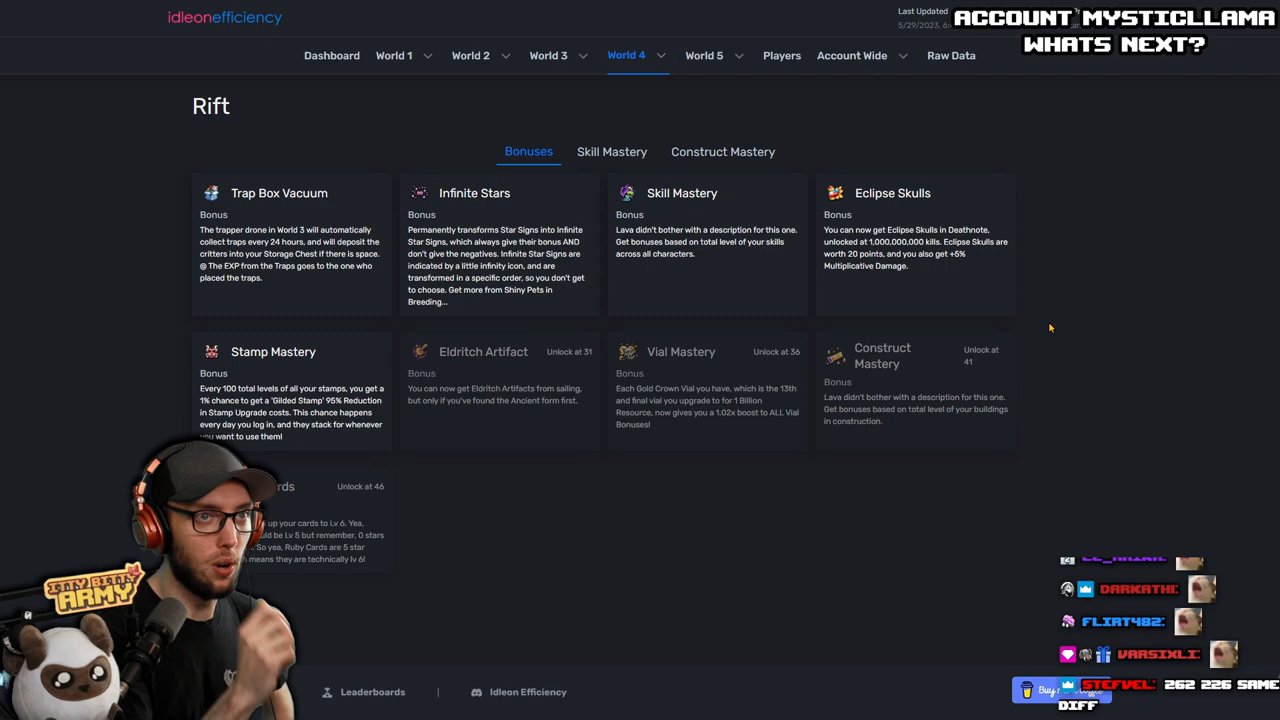 idleonefficiency
Last Updated
5/29/2023,
ACCOUNT MYSTICLLAMA
WHATS NEXT?
Dashboard World 1 World 2 World 3 World 4 World 5 Players Account Wide Raw Data
Rift
Bonuses Skill Mastery Construct Mastery
Trap Box Vacuum
Bonus
The trapper drone in World 3 will automatically
collect traps every 24 hours, and will deposit the
critters into your Storage Chest if there is space.
@ The EXP from the Traps goes to the one who
placed the traps.
Infinite Stars
Bonus
Permanently transforms Star Signs into Infinite
Star Signs, which always give their bonus AND
don't give the negatives. Infinite Star Signs are
indicated by a little infinity icon, and are
transformed in a specific order, so you don't get
to choose. Get more from Shiny Pets in
Breeding...
Skill Mastery
Bonus
Lava didn't bother with a description for this one.
Get bonuses based on total level of your skills
across all characters.
Eclipse Skulls
Bonus
You can now get Eclipse Skulls in Deathnote,
unlocked at 1,000,000,000 kills. Eclipse Skulls are
worth 20 points, and you also get +5%
Multiplicative Damage.
Stamp Mastery
Bonus
Every 100 total levels of all your stamps, you get a
1% chance to get a 'Gilded Stamp' 95% Reduction
in Stamp Upgrade costs. This chance happens
every day you log in, and they stack for whenever
you want to use them!
Eldritch Artifact Unlock at 31
Bonus
You can now get Eldritch Artifacts from sailing,
but only if you've found the Ancient form first.
Vial Mastery Unlock at 36
Bonus
Each Gold Crown Vial you have, which is the 13th
and final vial you upgrade to for 1 Billion
Resource, now gives you a 1.02x boost to ALL Vial
Bonuses!
Construct
Mastery
Unlock at
41
Bonus
Lava didn't bother with a description for this one.
Get bonuses based on total level of your buildings
in construction.
rds Unlock at 46
up your cards to Lv 6. Yea,
uld be Lv 5 but remember, 0 stars
So yea, Ruby Cards are 5 star
means they are technically lv 6!
ITTY BITTY
ARMY
DARKATHI:
FLIRT482:
VARSIXLI:
STEFVEL: 262 226 SAME
DIFF
Leaderboards | Idleon Efficiency